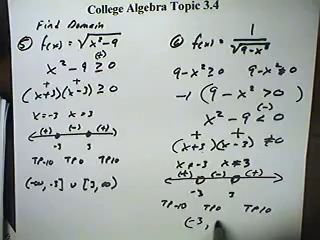 College Algebra Topic 3.4
Find Domain
⑤ f(x) = √(x² - 9)
(+)
x² - 9 ≥ 0
(x+3)(x-3) ≥ 0
x = -3 x = 3
(+) (-) (+)
-3 3
TP-10 TP0 TP10
(-∞, -3] ∪ [3, ∞)
⑥ f(x) = 1/√(9 - x²)
9 - x² ≥ 0 9 - x² ≠ 0
-1 (9 - x² > 0)
(-)
x² - 9 < 0
+ +
(x+3)(x-3) ≠ 0
x ≠ -3 x ≠ 3
(+) (-) (+)
-3 3
TP-10 TP0 TP10
(-3,